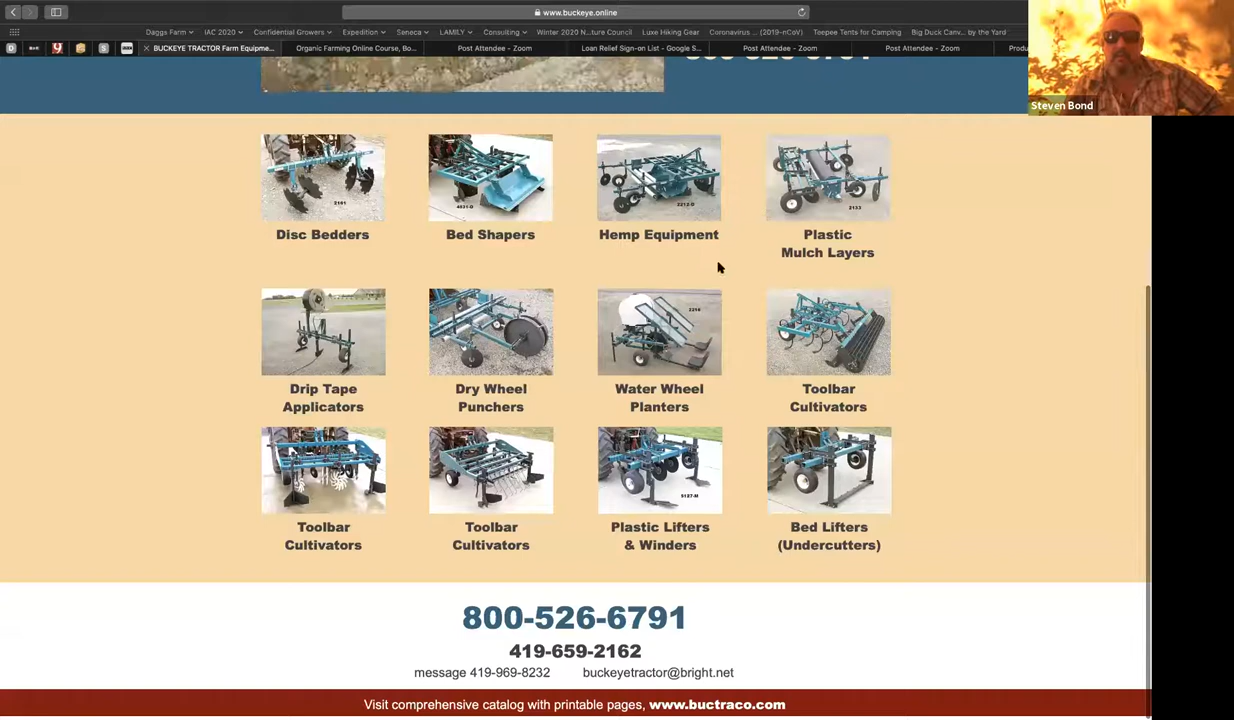 www.buckeye.online
Daggs Farm IAC 2020 Confidential Growers Expedition Seneca LAMILY Consulting Winter 2020 N...ture Council Luxe Hiking Gear Coronavirus ... (2019-nCoV) Teepee Tents for Camping Big Duck Canv... by the Yard
BUCKEYE TRACTOR Farm Equipme... Organic Farming Online Course, Bo... Post Attendee - Zoom Loan Relief Sign-on List - Google S... Post Attendee - Zoom Post Attendee - Zoom Produ
Steven Bond
800-526-6791
Disc Bedders
Bed Shapers
Hemp Equipment
Plastic
Mulch Layers
Drip Tape
Applicators
Dry Wheel
Punchers
Water Wheel
Planters
Toolbar
Cultivators
Toolbar
Cultivators
Toolbar
Cultivators
Plastic Lifters
& Winders
Bed Lifters
(Undercutters)
800-526-6791
419-659-2162
message 419-969-8232 buckeyetractor@bright.net
Visit comprehensive catalog with printable pages, www.buctraco.com